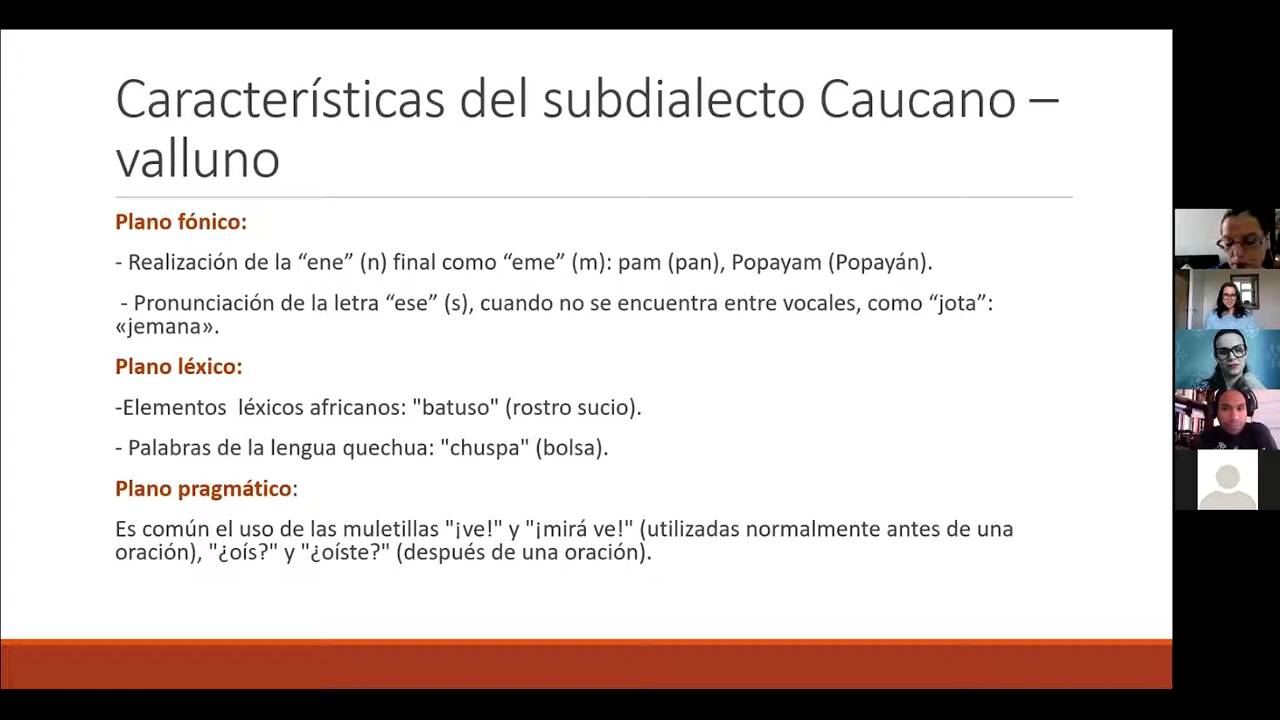 Características del subdialecto Caucano –
valluno
Plano fónico:
- Realización de la “ene” (n) final como “eme” (m): pam (pan), Popayam (Popayán).
- Pronunciación de la letra “ese” (s), cuando no se encuentra entre vocales, como “jota”:
«jemana».
Plano léxico:
-Elementos léxicos africanos: "batuso" (rostro sucio).
- Palabras de la lengua quechua: "chuspa" (bolsa).
Plano pragmático:
Es común el uso de las muletillas "¡ve!" y "¡mirá ve!" (utilizadas normalmente antes de una
oración), "¿oís?" y "¿oíste?" (después de una oración).